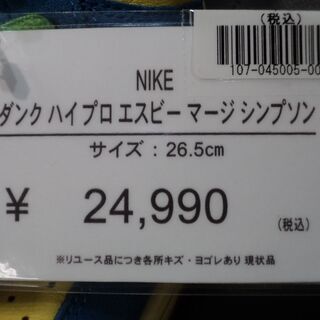 （税込）
107-045005-00
NIKE
ダンク ハイ プロ エスビー マージ シンプソン
サイズ : 26.5cm
¥ 24,990
（税込）
※リユース品につき各所キズ・ヨゴレあり 現状品